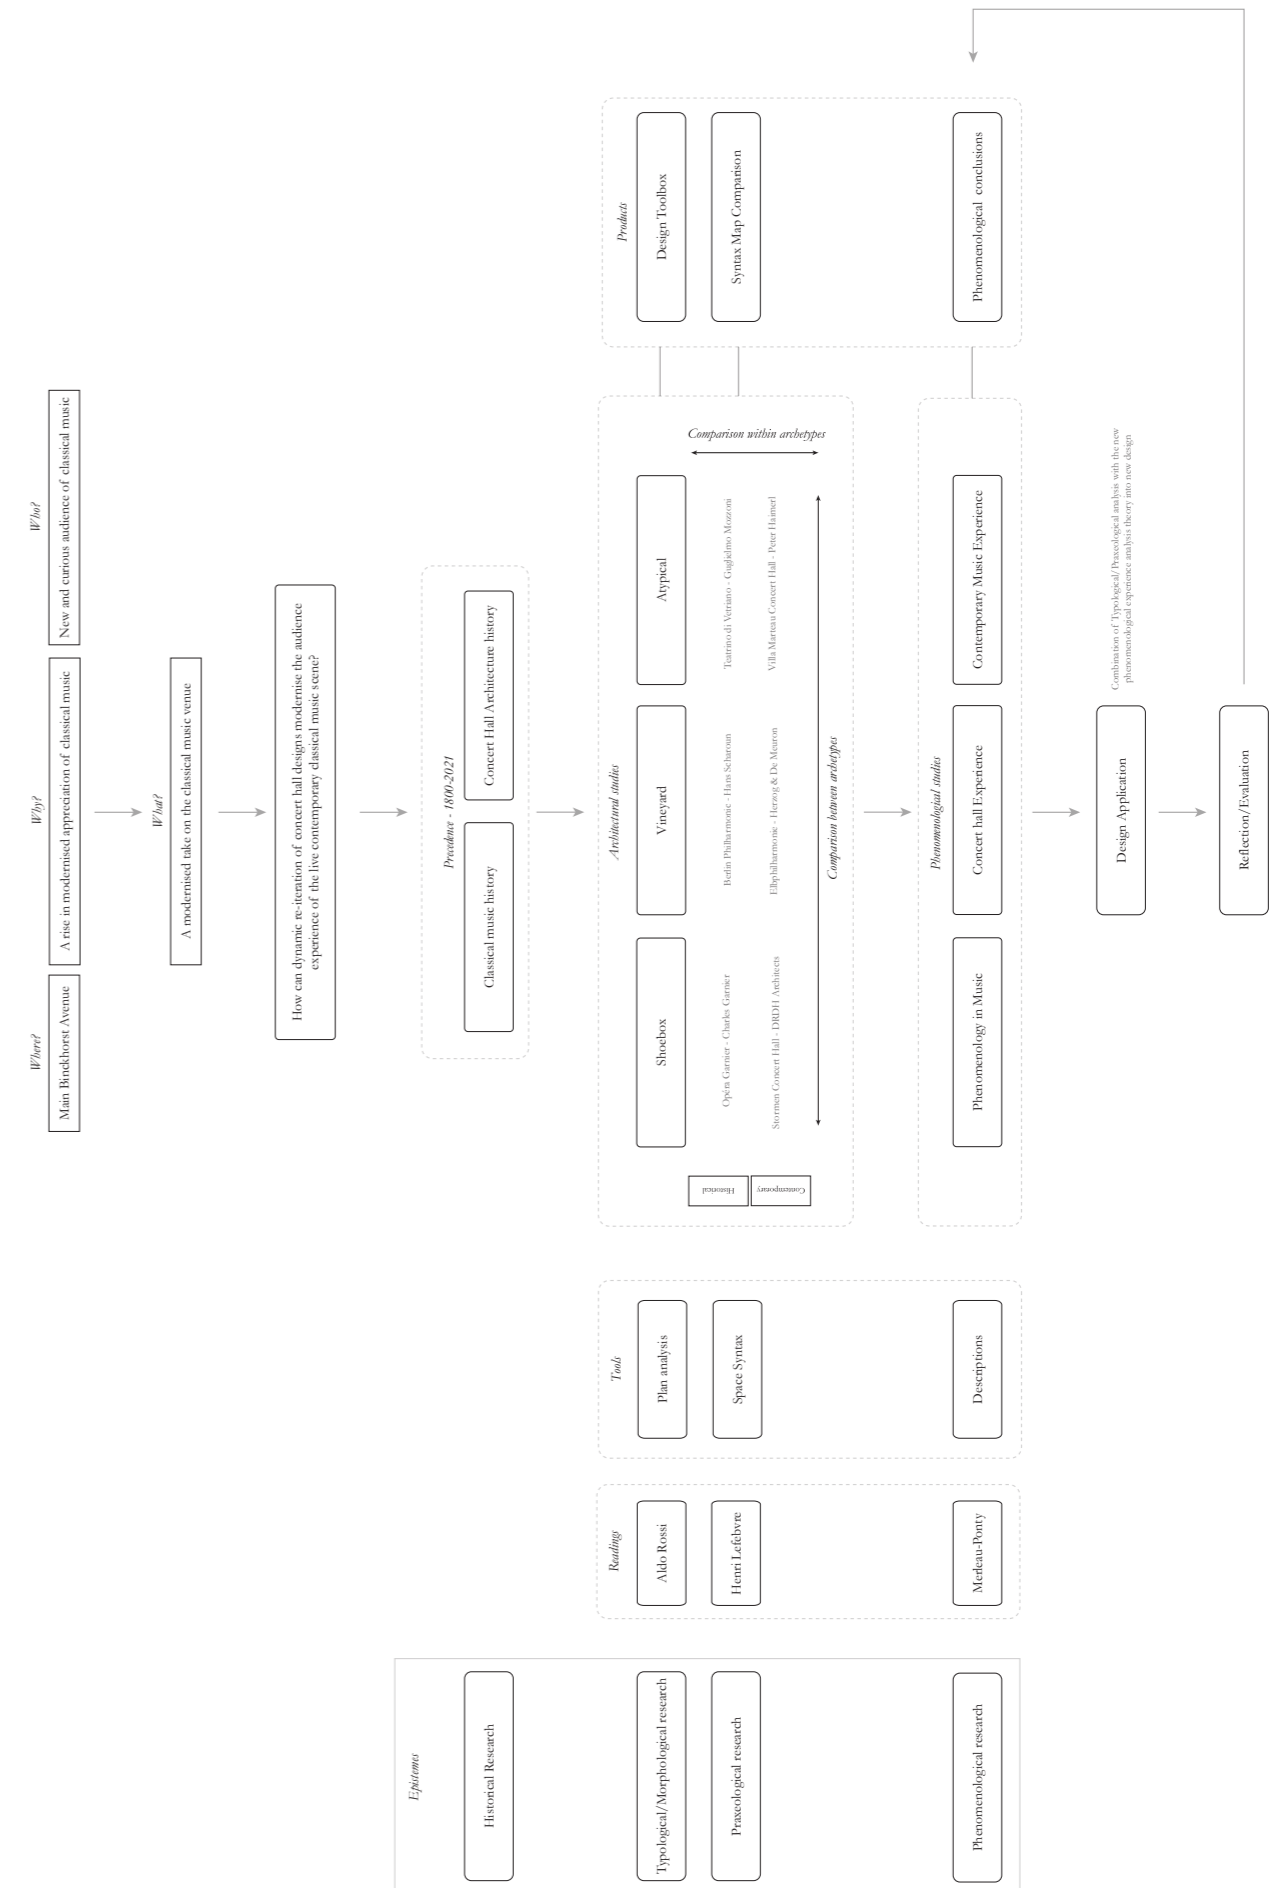 Where?
Main Binckhorst Avenue
Why?
A rise in modernised appreciation of classical music
Who?
New and curious audience of classical music
What?
A modernised take on the classical music venue
How can dynamic re-iteration of concert hall designs modernise the audience
experience of the live contemporary classical music scene?
Epistemes
Historical Research
Precedence - 1800-2021
Classical music history
Concert Hall Architecture history
Typological/Morphological research
Praxeological research
Readings
Aldo Rossi
Henri Lefebvre
Tools
Plan analysis
Space Syntax
Architectural studies
Historical
Contemporary
Shoebox
Opéra Garnier - Charles Garnier
Stormen Concert Hall - DRDH Architects
Vineyard
Berlin Philharmonie - Hans Scharoun
Elbphilharmonie - Herzog & De Meuron
Atypical
Teatrino di Vetriano - Guglielmo Mozzoni
Villa Marteau Concert Hall - Peter Haimerl
Comparison within archetypes
Comparison between archetypes
Products
Design Toolbox
Syntax Map Comparison
Phenomenological research
Merleau-Ponty
Descriptions
Phenomenological studies
Phenomenology in Music
Concert hall Experience
Contemporary Music Experience
Phenomenological conclusions
Design Application
Combination of Typological/Praxeological analysis with the new
phenomenological experience analysis theory into new design
Reflection/Evaluation